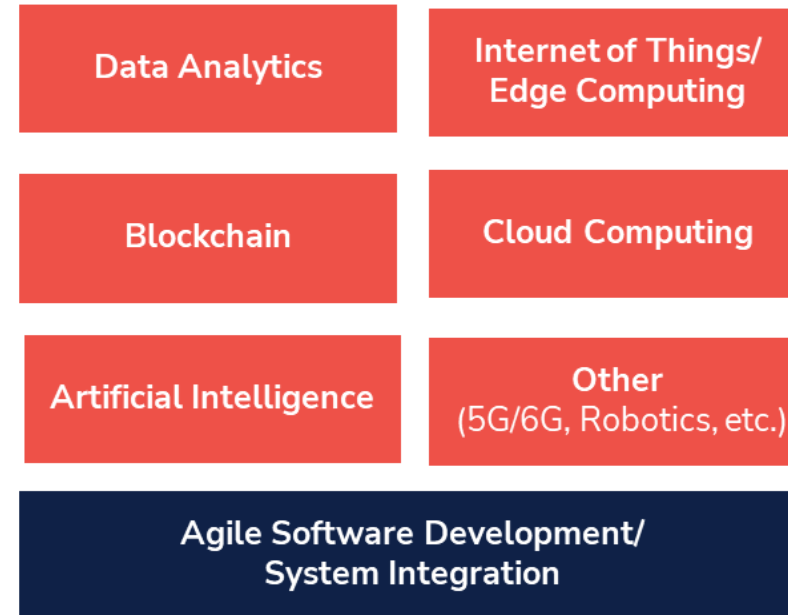 Data Analytics
Internet of Things/
Edge Computing
Blockchain
Cloud Computing
Artificial Intelligence
Other
(5G/6G, Robotics, etc.)
Agile Software Development/
System Integration